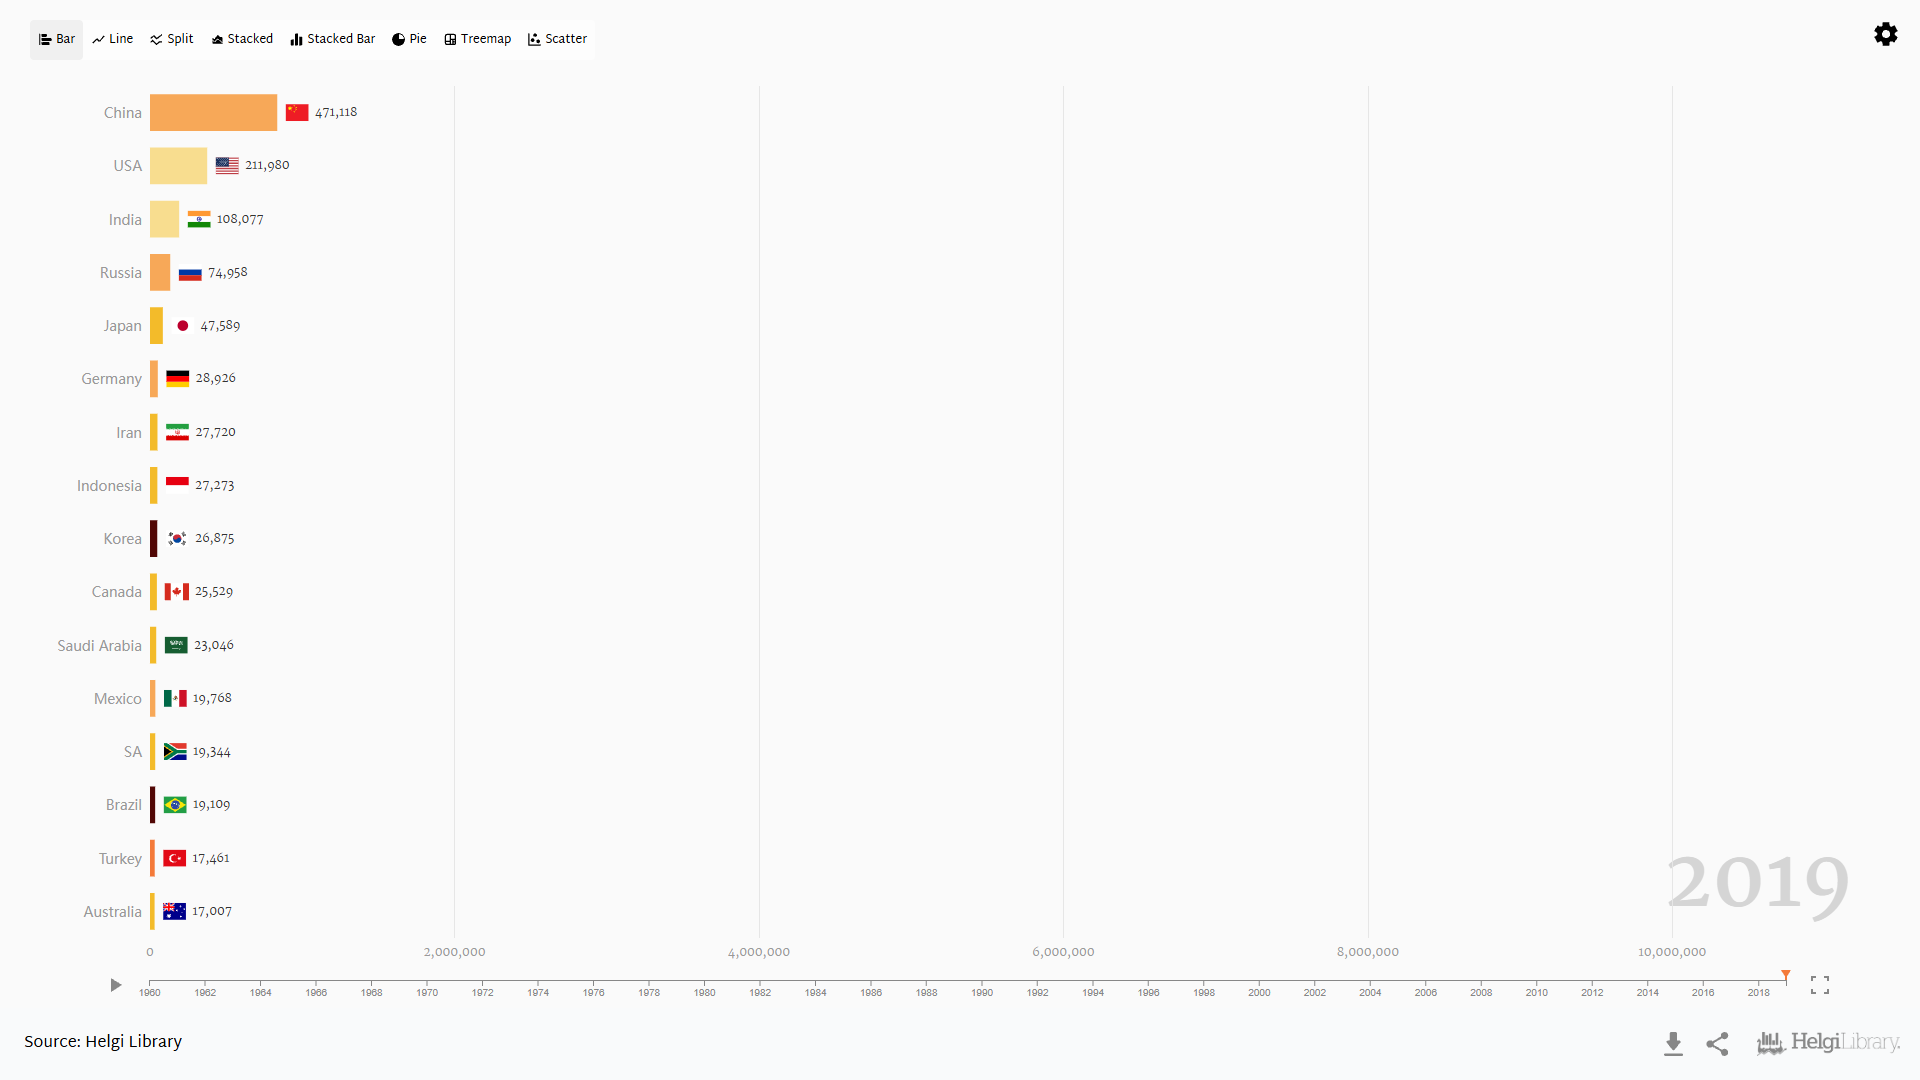 Bar Line Split Stacked Stacked Bar Pie Treemap Scatter
China 471,118
USA 211,980
India 108,077
Russia 74,958
Japan 47,589
Germany 28,926
Iran 27,720
Indonesia 27,273
Korea 26,875
Canada 25,529
Saudi Arabia 23,046
Mexico 19,768
SA 19,344
Brazil 19,109
Turkey 17,461
Australia 17,007
2019
0 2,000,000 4,000,000 6,000,000 8,000,000 10,000,000
1960 1962 1964 1966 1968 1970 1972 1974 1976 1978 1980 1982 1984 1986 1988 1990 1992 1994 1996 1998 2000 2002 2004 2006 2008 2010 2012 2014 2016 2018
Source: Helgi Library
HelgiLibrary.